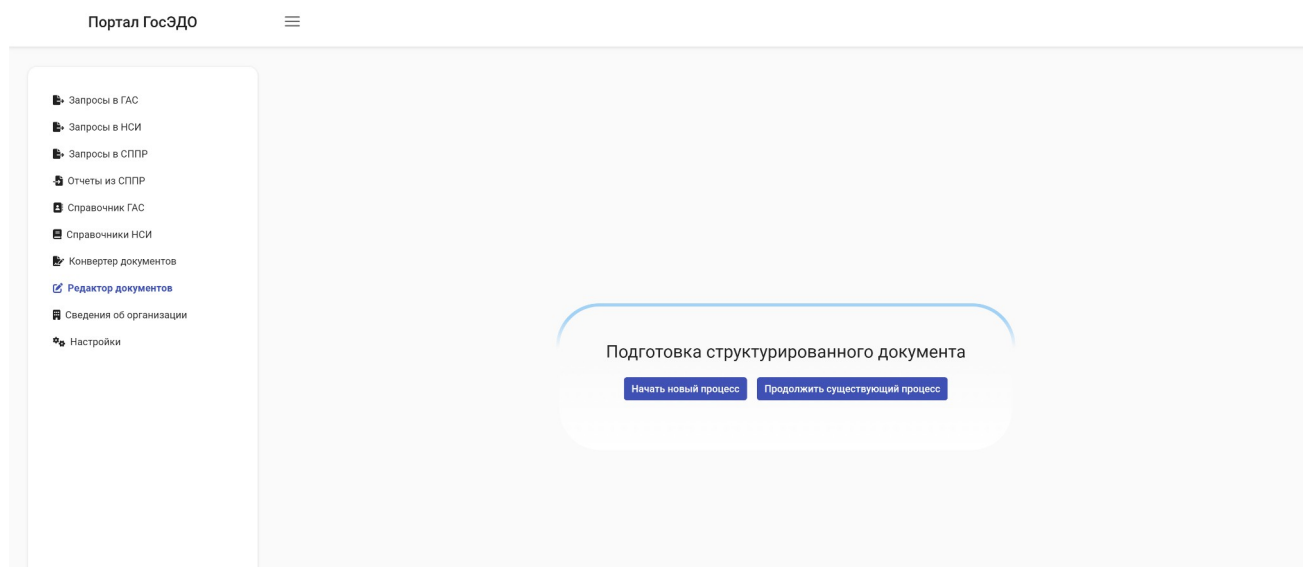 Портал ГосЭДО
Запросы в ГАС
Запросы в НСИ
Запросы в СППР
Отчеты из СППР
Справочник ГАС
Справочники НСИ
Конвертер документов
Редактор документов
Сведения об организации
Настройки
Подготовка структурированного документа
Начать новый процесс Продолжить существующий процесс